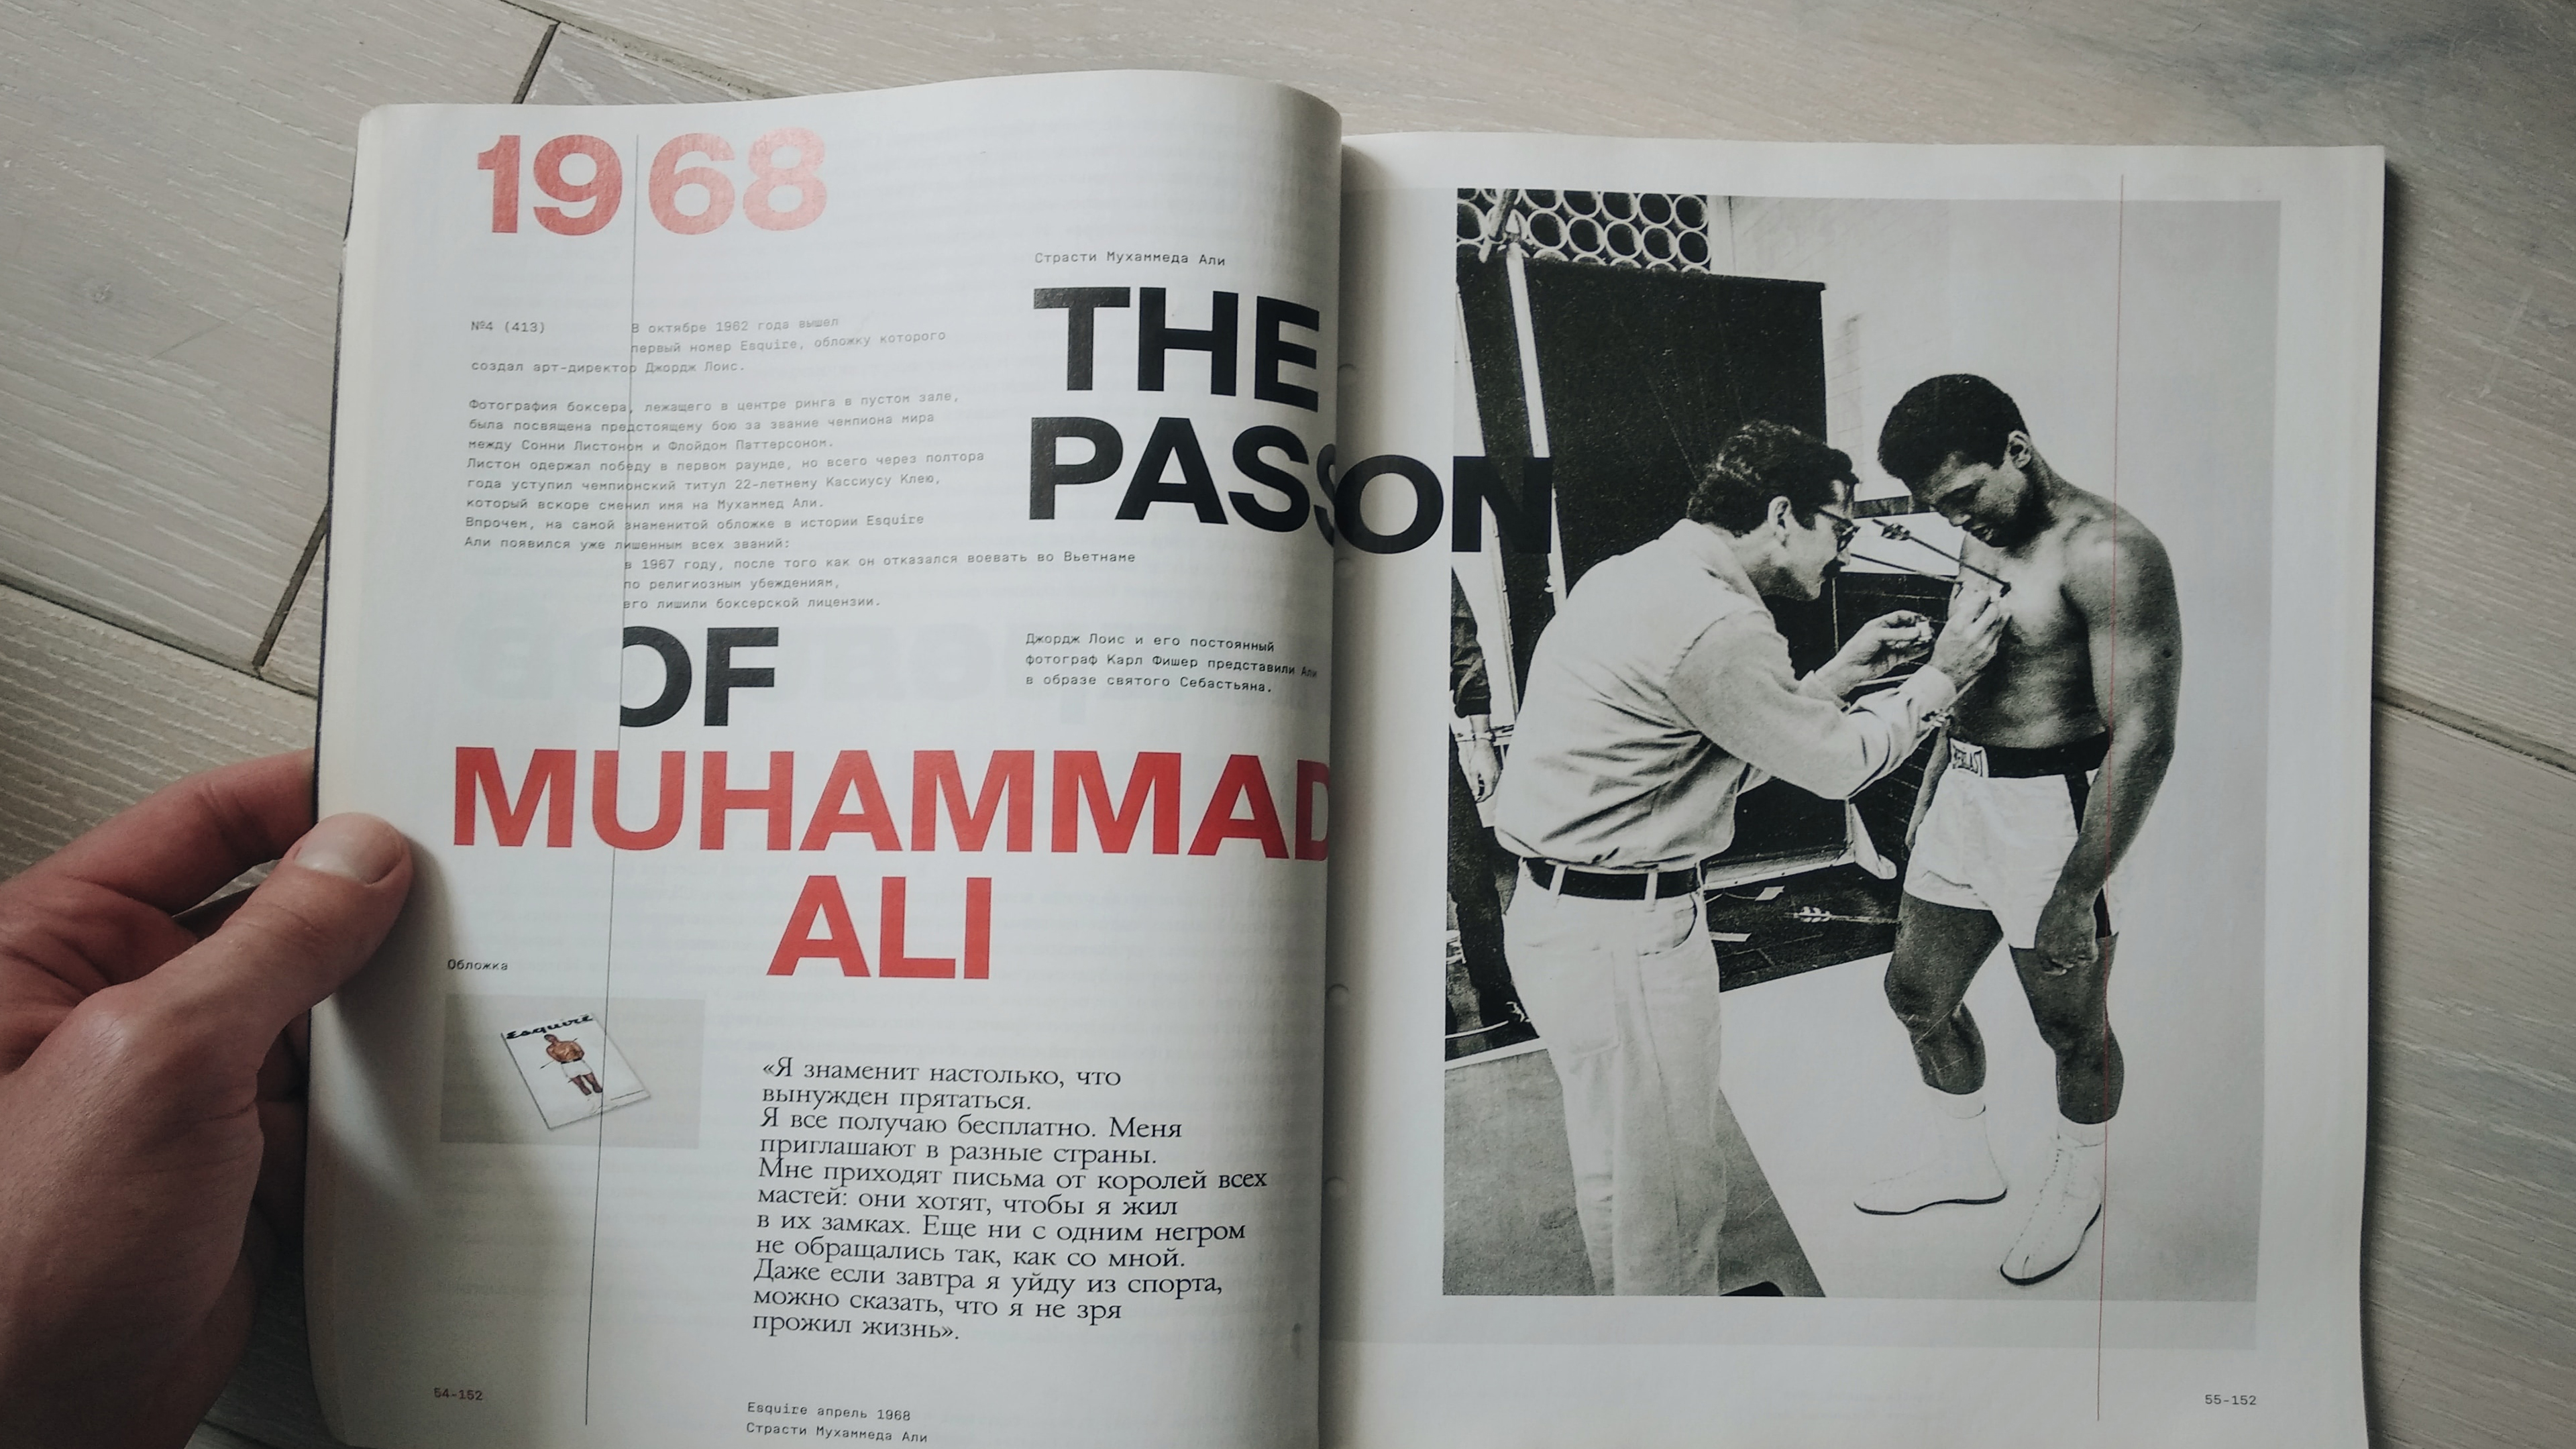 1968
Страсти Мухаммеда Али
THE
PASSION
№4 (413)
В октябре 1962 года вышел
первый номер Esquire, обложку которого
создал арт-директор Джордж Лоис.
Фотография боксера, лежащего в центре ринга в пустом зале,
была посвящена предстоящему бою за звание чемпиона мира
между Сонни Листоном и Флойдом Паттерсоном.
Листон одержал победу в первом раунде, но всего через полтора
года уступил чемпионский титул 22-летнему Кассиусу Клею,
который вскоре сменил имя на Мухаммед Али.
Впрочем, на самой знаменитой обложке в истории Esquire
Али появился уже лишенным всех званий:
в 1967 году, после того как он отказался воевать во Вьетнаме
по религиозным убеждениям,
его лишили боксерской лицензии.
OF
Джордж Лоис и его постоянный
фотограф Карл Фишер представили Али
в образе святого Себастьяна.
MUHAMMAD
ALI
Обложка
Esquire
«Я знаменит настолько, что
вынужден прятаться.
Я все получаю бесплатно. Меня
приглашают в разные страны.
Мне приходят письма от королей всех
мастей: они хотят, чтобы я жил
в их замках. Еще ни с одним негром
не обращались так, как со мной.
Даже если завтра я уйду из спорта,
можно сказать, что я не зря
прожил жизнь».
54-152
Esquire апрель 1968
Страсти Мухаммеда Али
EVERLAST
55-152